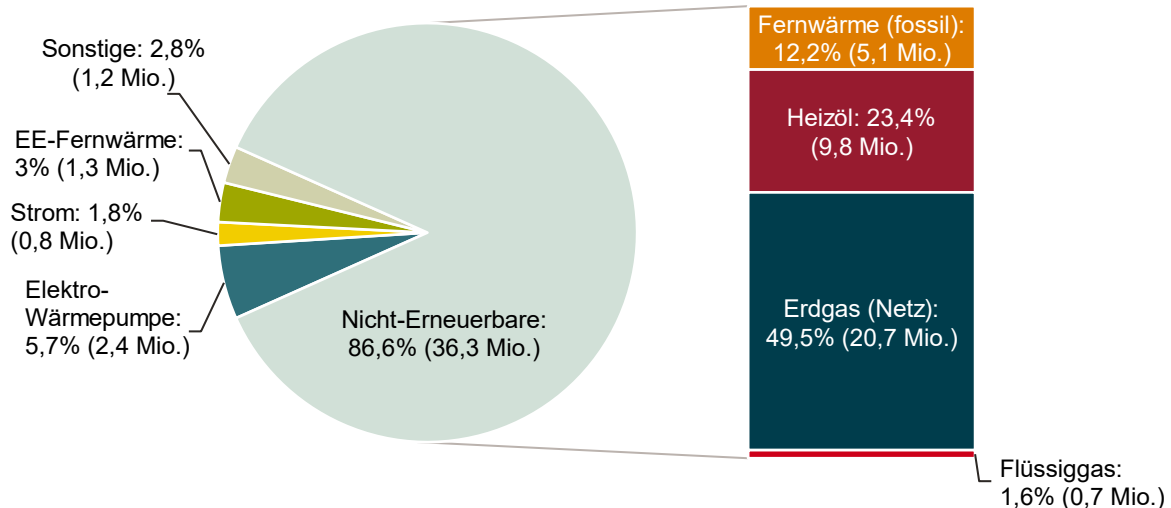 Sonstige: 2,8%
(1,2 Mio.)
EE-Fernwärme:
3% (1,3 Mio.)
Strom: 1,8%
(0,8 Mio.)
Elektro-
Wärmepumpe:
5,7% (2,4 Mio.)
Nicht-Erneuerbare:
86,6% (36,3 Mio.)
Fernwärme (fossil):
12,2% (5,1 Mio.)
Heizöl: 23,4%
(9,8 Mio.)
Erdgas (Netz):
49,5% (20,7 Mio.)
Flüssiggas:
1,6% (0,7 Mio.)